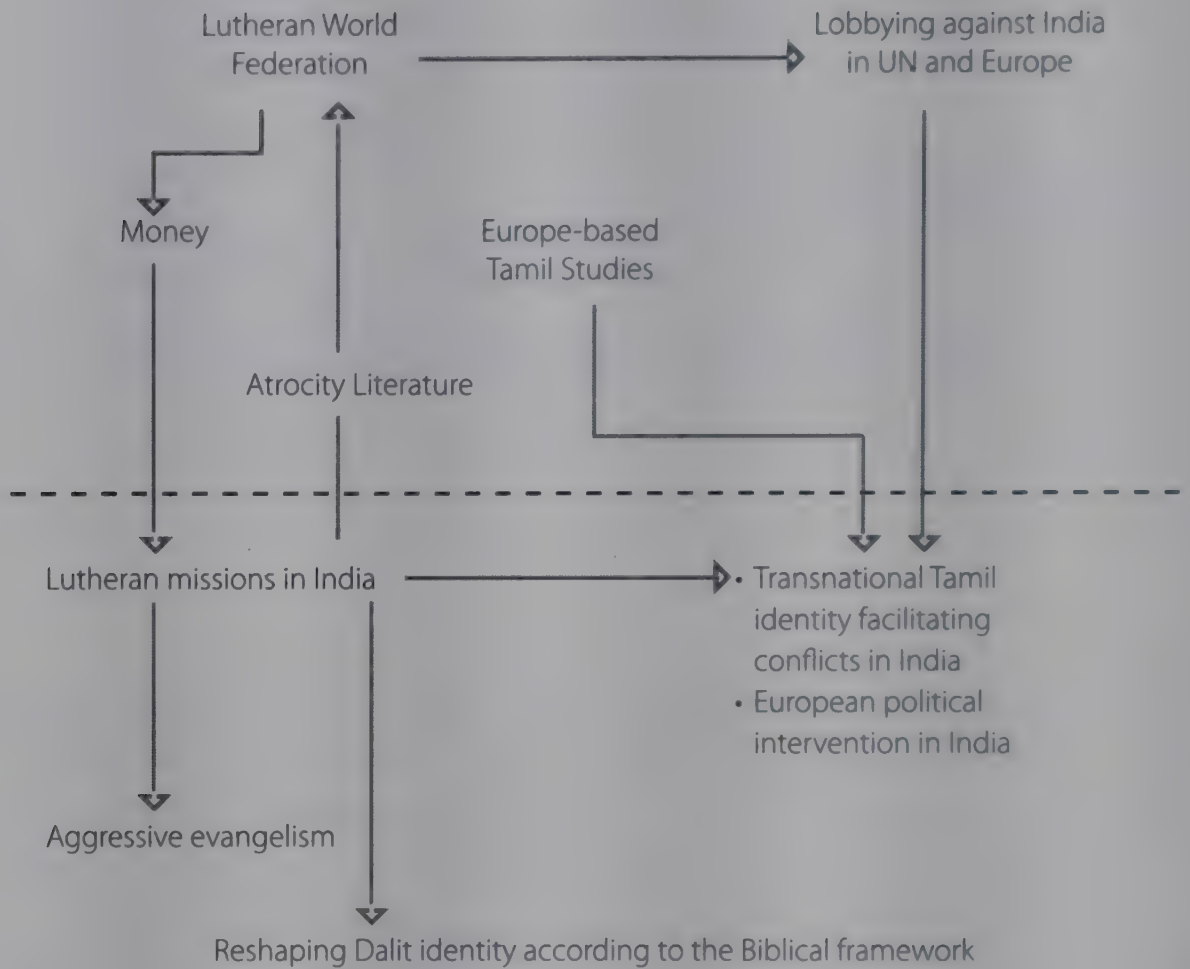 Lutheran World
Federation
Lobbying against India
in UN and Europe
Money
Europe-based
Tamil Studies
Atrocity Literature
Lutheran missions in India
• Transnational Tamil
identity facilitating
conflicts in India
• European political
intervention in India
Aggressive evangelism
Reshaping Dalit identity according to the Biblical framework